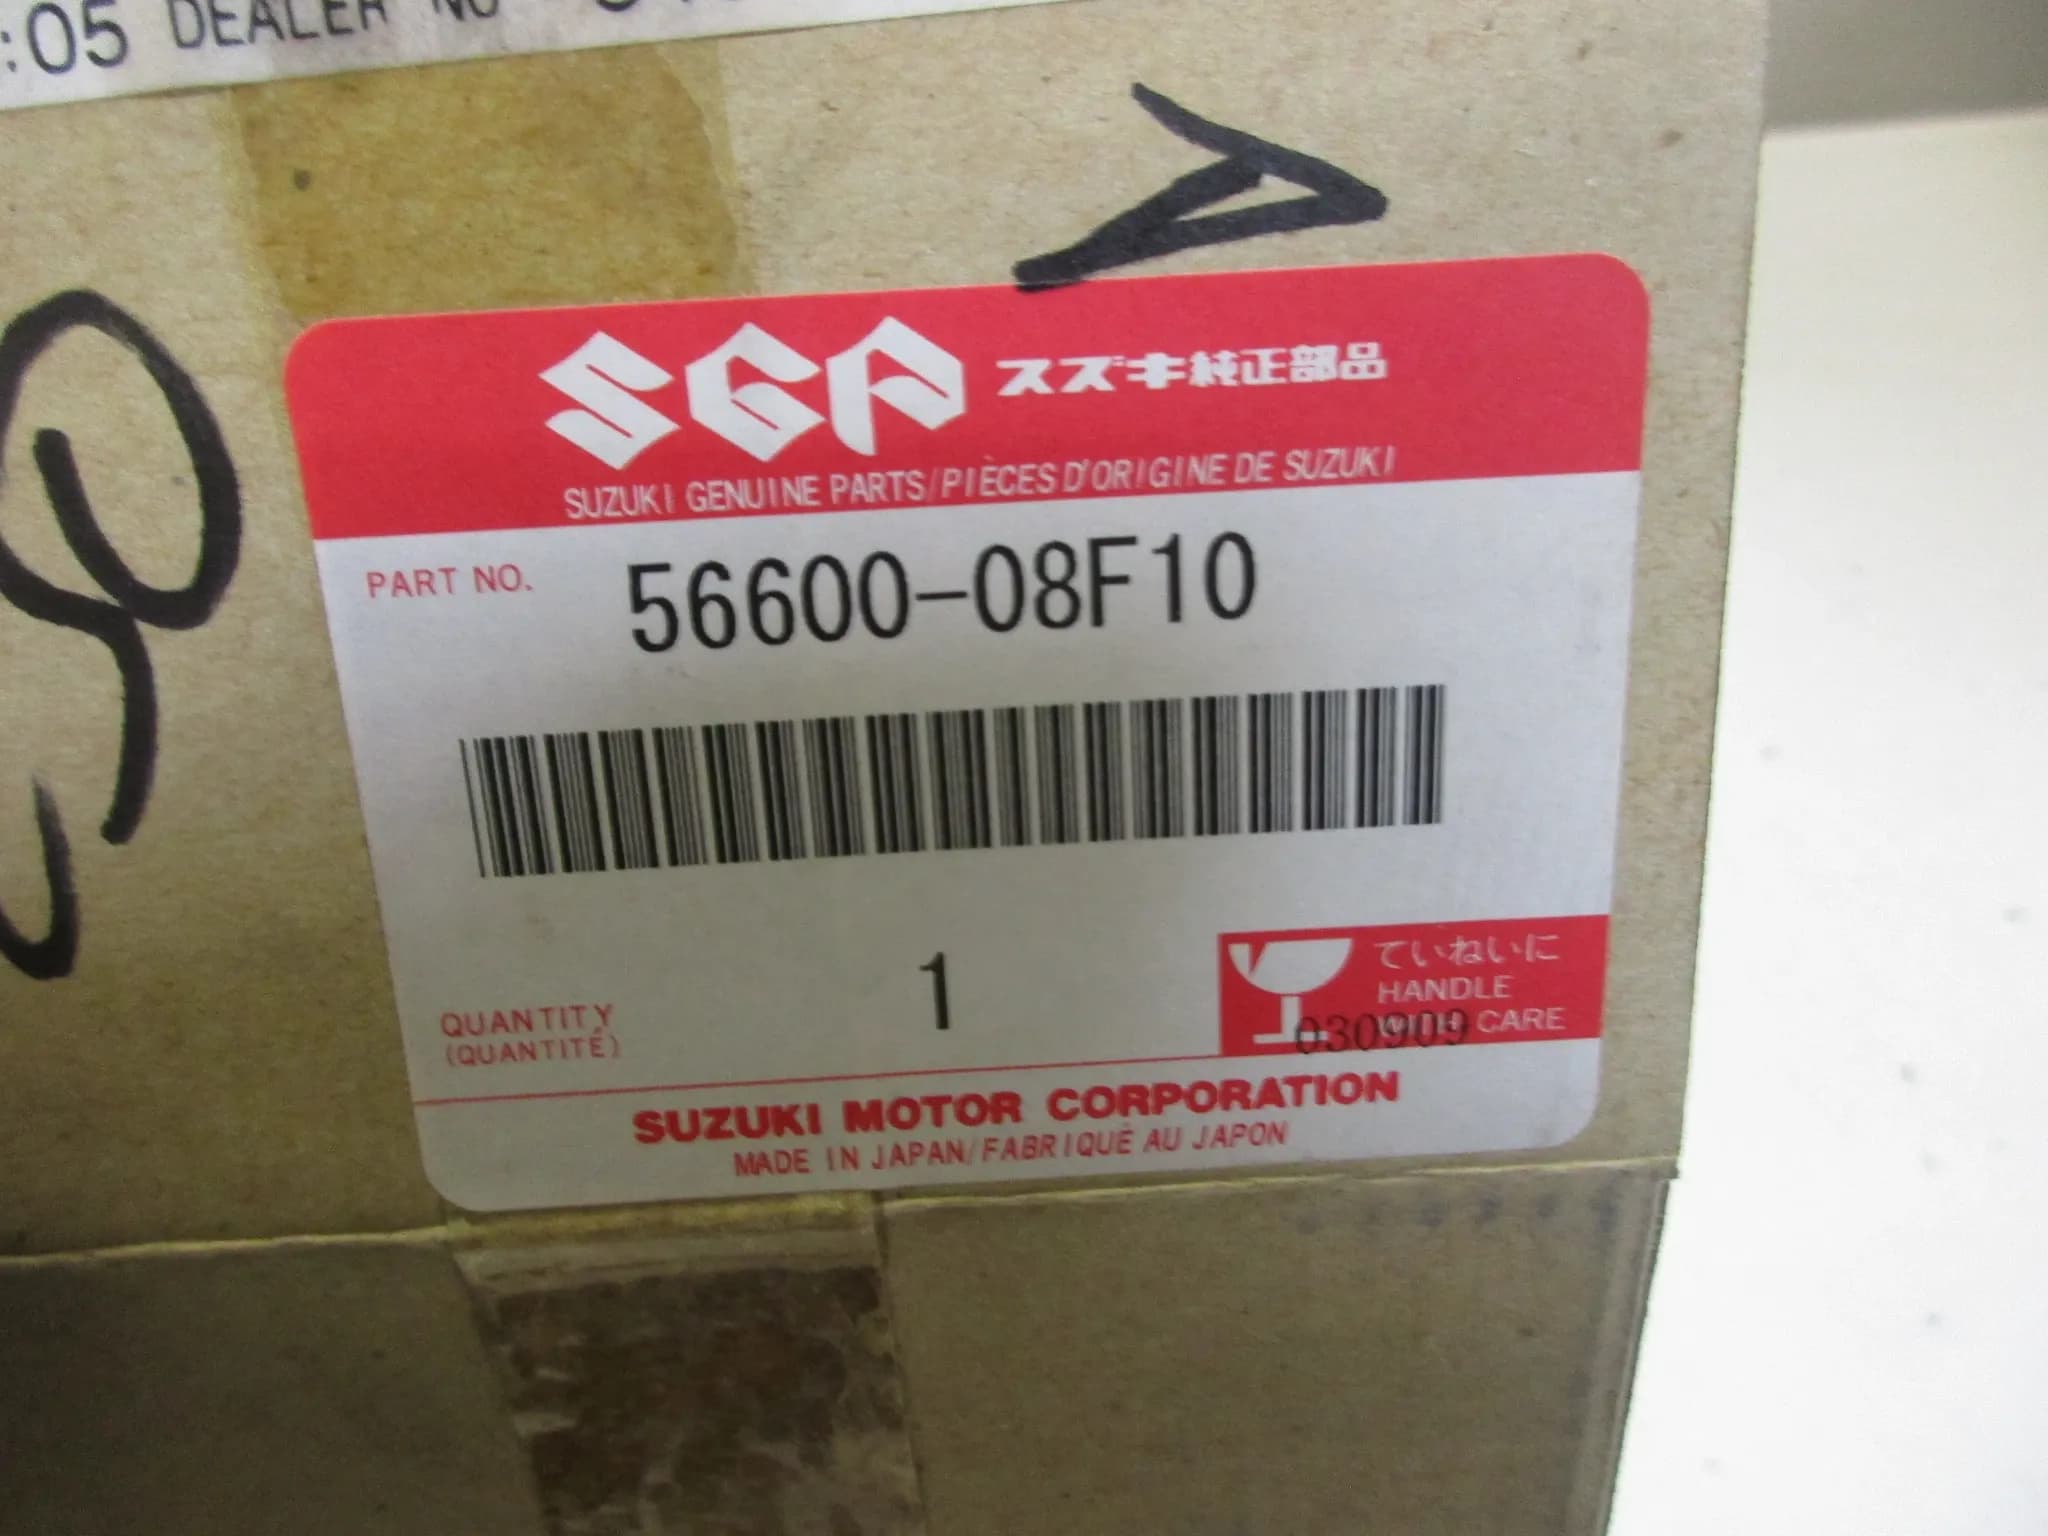 :05 DEALER NO
SGP スズキ純正部品
SUZUKI GENUINE PARTS/PIÈCES D'ORIGINE DE SUZUKI
PART NO. 56600-08F10
ていねいに
HANDLE
WITH CARE
030909
QUANTITY 1
(QUANTITÉ)
SUZUKI MOTOR CORPORATION
MADE IN JAPAN/FABRIQUÉ AU JAPON